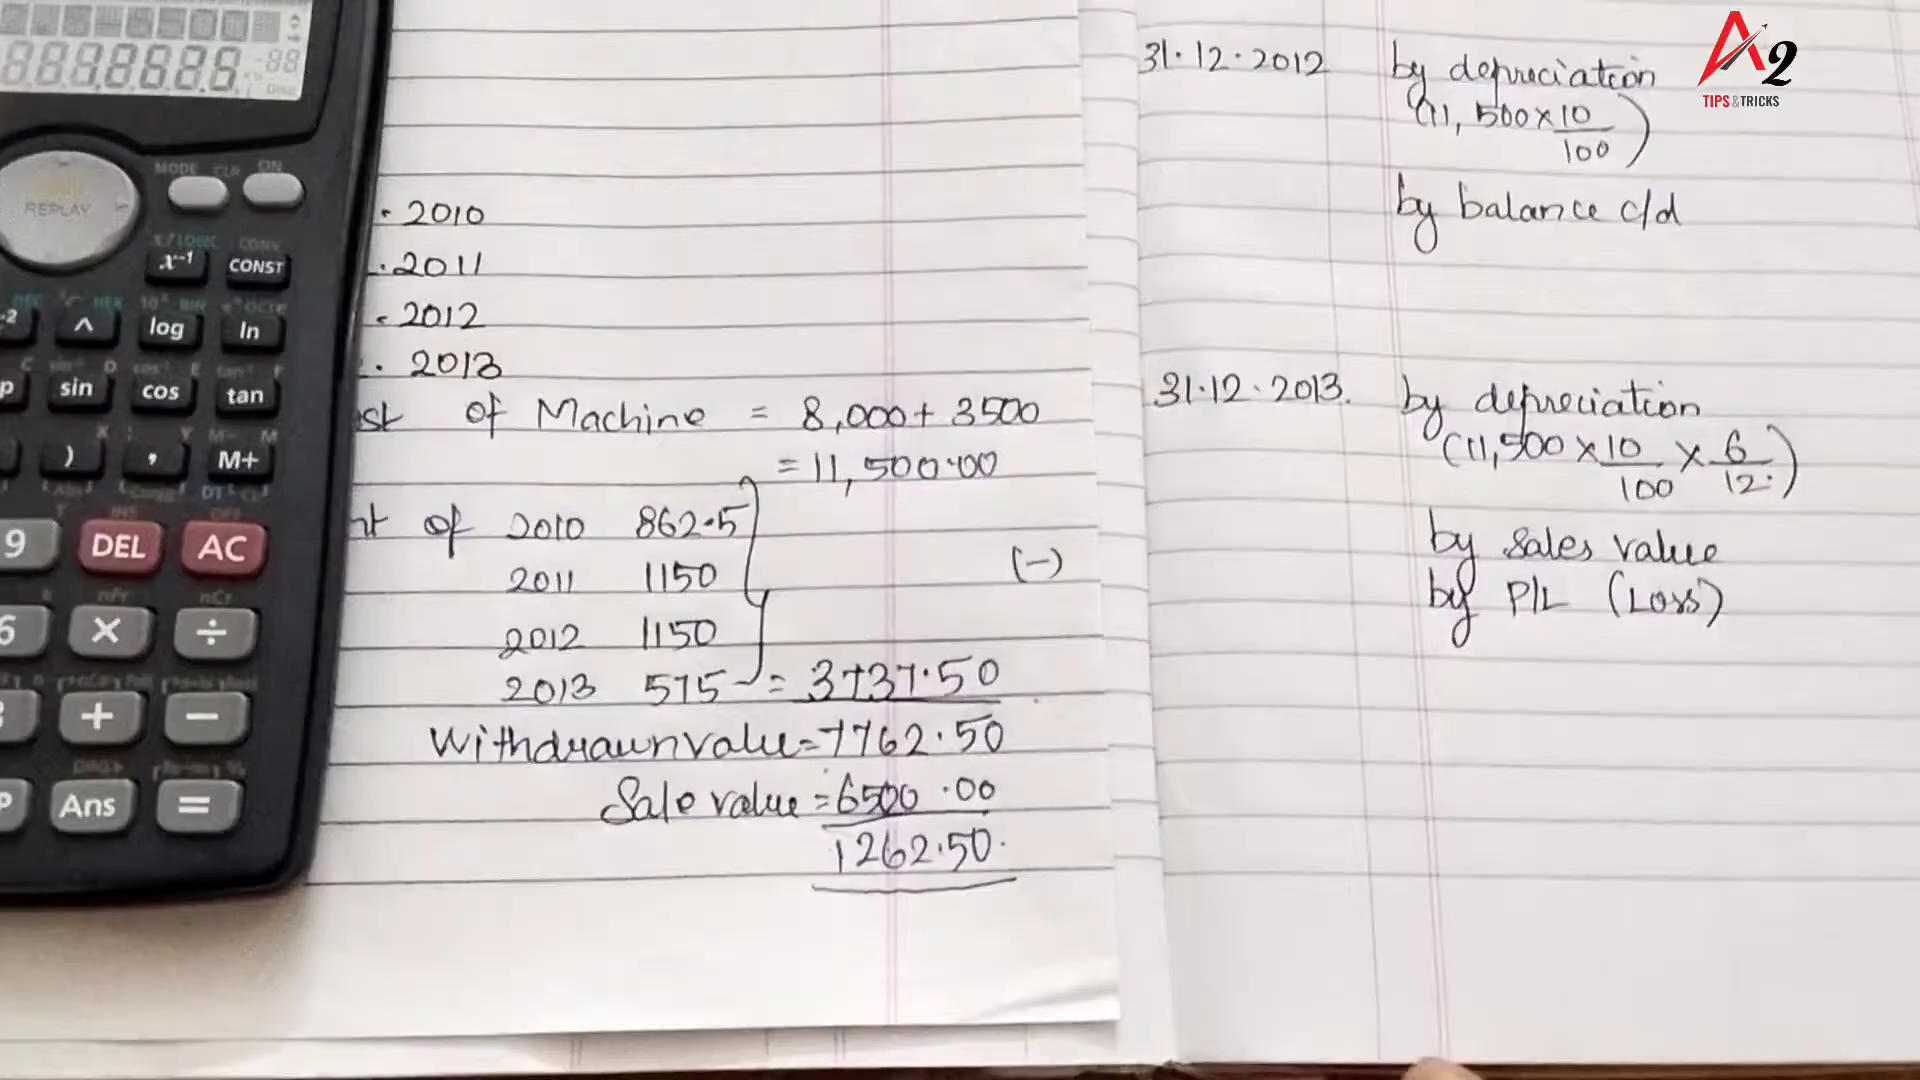 A2
TIPS & TRICKS
MODE CLR ON
REPLAY
x⁻¹ CONST
^ log ln
sin cos tan
) , M+
9 DEL AC
6 × ÷
+ −
Ans =
. 2010
. 2011
. 2012
. 2013
of Machine = 8,000+ 3500
= 11,500.00
of 2010 862.5
2011 1150 (-)
2012 1150
2013 575 = 3737.50
Withdrawn value = 7762.50
Sale value = 6500.00
1262.50
31.12.2012 by depreciation
(11,500 × 10/100)
by balance c/d
31.12.2013. by depreciation
(11,500 × 10/100 × 6/12)
by sales value
by P/L (Loss)